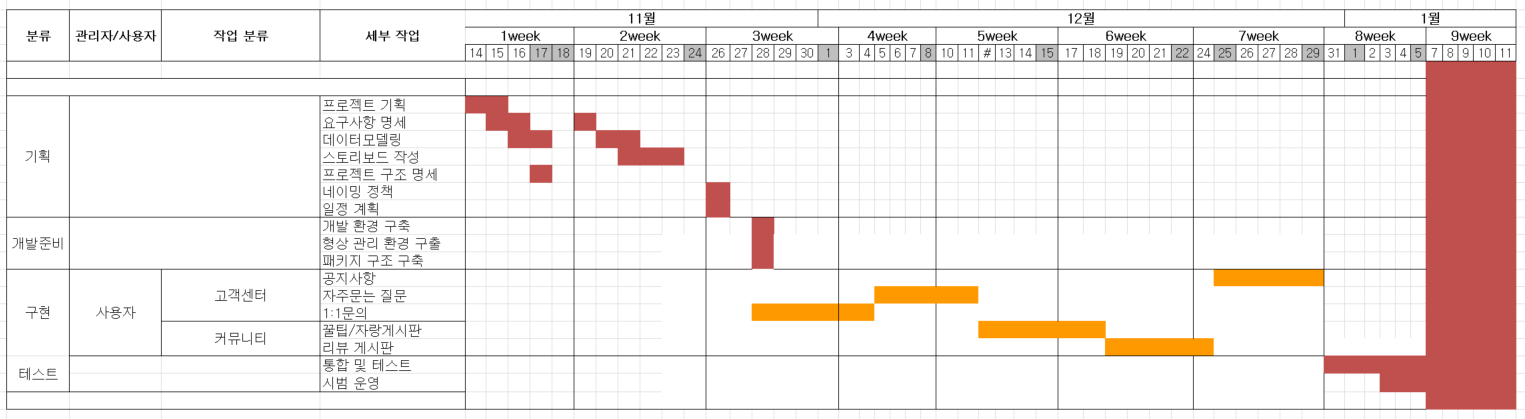 11월 12월 1월
분류 관리자/사용자 작업 분류 세부 작업 1week 2week 3week 4week 5week 6week 7week 8week 9week
14 15 16 17 18 19 20 21 22 23 24 26 27 28 29 30 1 3 4 5 6 7 8 10 11 # 13 14 15 17 18 19 20 21 22 24 25 26 27 28 29 31 1 2 3 4 5 7 8 9 10 11
기획
프로젝트 기획
요구사항 명세
데이터모델링
스토리보드 작성
프로젝트 구조 명세
네이밍 정책
일정 계획
개발준비
개발 환경 구축
형상 관리 환경 구출
패키지 구조 구축
구현 사용자
고객센터
공지사항
자주문는 질문
1:1문의
커뮤니티
꿀팁/자랑게시판
리뷰 게시판
테스트
통합 및 테스트
시범 운영